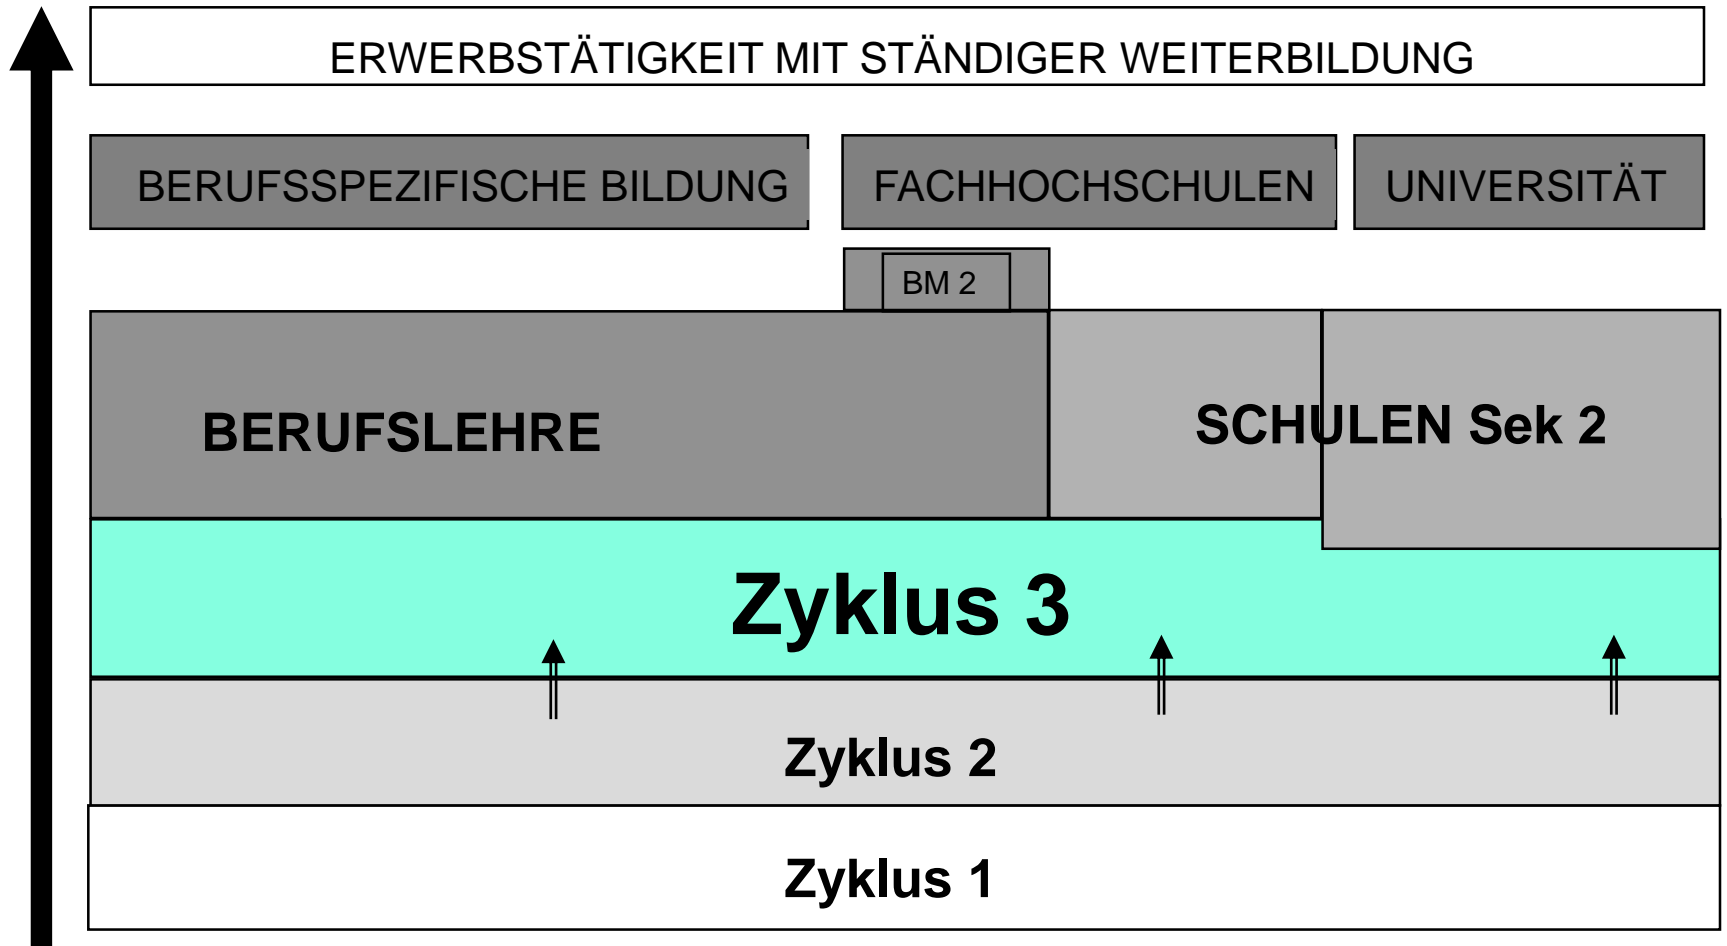 ERWERBSTÄTIGKEIT MIT STÄNDIGER WEITERBILDUNG
BERUFSSPEZIFISCHE BILDUNG
FACHHOCHSCHULEN
UNIVERSITÄT
BM 2
BERUFSLEHRE
SCHULEN Sek 2
Zyklus 3
Zyklus 2
Zyklus 1